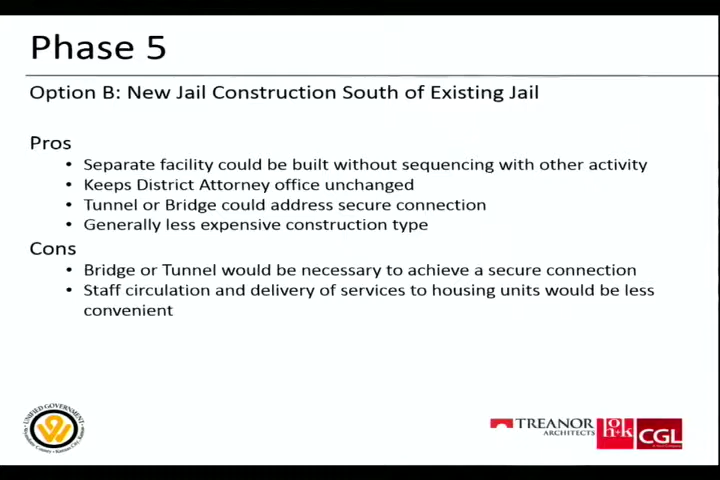 Phase 5
Option B: New Jail Construction South of Existing Jail
Pros
• Separate facility could be built without sequencing with other activity
• Keeps District Attorney office unchanged
• Tunnel or Bridge could address secure connection
• Generally less expensive construction type
Cons
• Bridge or Tunnel would be necessary to achieve a secure connection
• Staff circulation and delivery of services to housing units would be less
convenient
UNIFIED GOVERNMENT
TREANOR
ARCHITECTS
hok
CGL